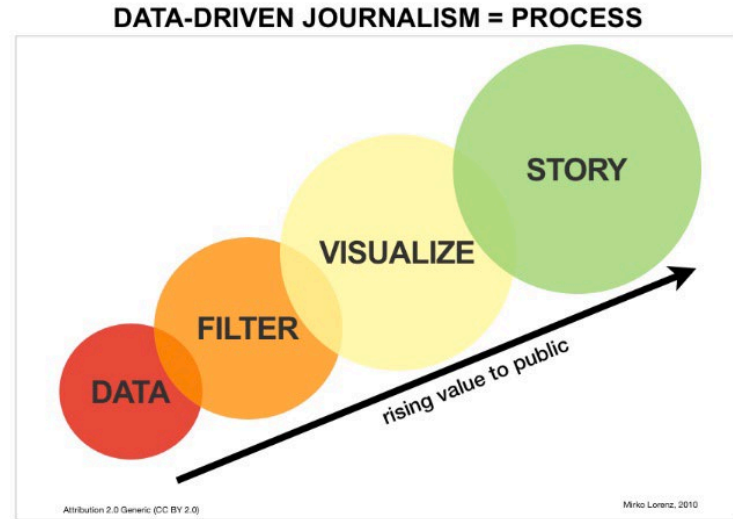 DATA-DRIVEN JOURNALISM = PROCESS
STORY
VISUALIZE
FILTER
DATA
rising value to public
Attribution 2.0 Generic (CC BY 2.0)
Mirko Lorenz, 2010